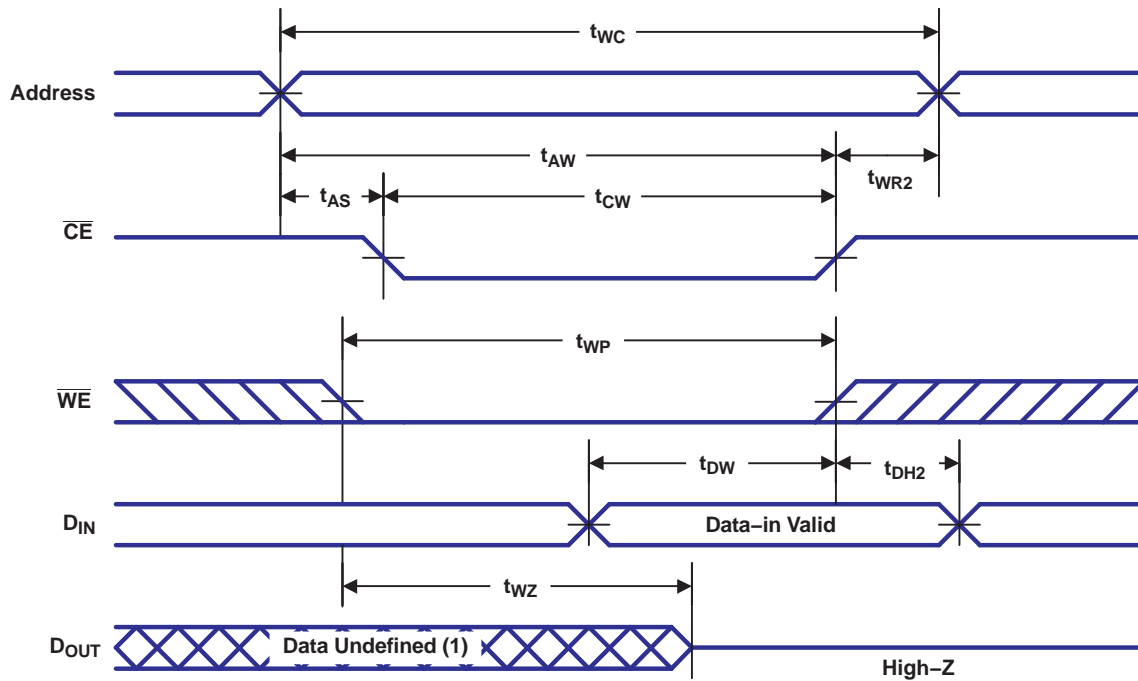 tWC
Address
tAW
tWR2
tAS
tCW
CE
tWP
WE
tDW
tDH2
DIN
Data–in Valid
tWZ
DOUT
Data Undefined (1)
High–Z